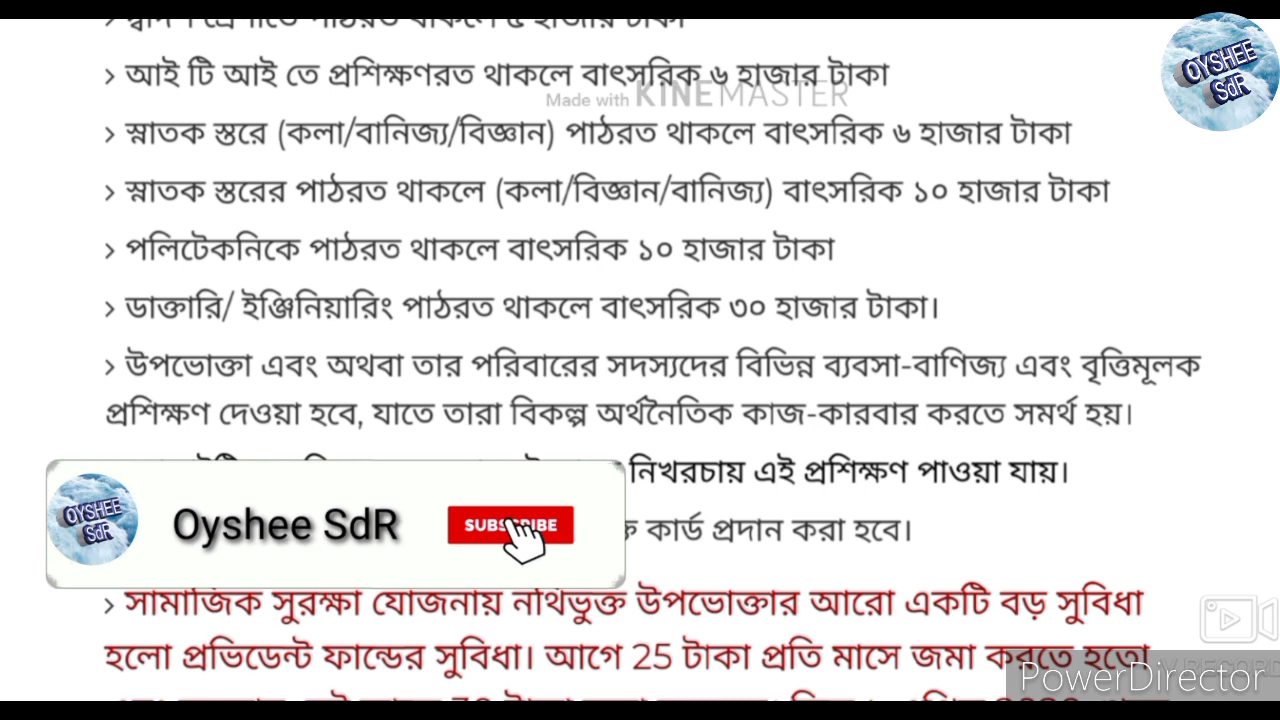 > আই টি আই তে প্রশিক্ষণরত থাকলে বাৎসরিক ৬ হাজার টাকা
Made with KINEMASTER
OYSHEE
SdR
> স্নাতক স্তরে (কলা/বানিজ্য/বিজ্ঞান) পাঠরত থাকলে বাৎসরিক ৬ হাজার টাকা
> স্নাতক স্তরের পাঠরত থাকলে (কলা/বিজ্ঞান/বানিজ্য) বাৎসরিক ১০ হাজার টাকা
> পলিটেকনিকে পাঠরত থাকলে বাৎসরিক ১০ হাজার টাকা
> ডাক্তারি/ ইঞ্জিনিয়ারিং পাঠরত থাকলে বাৎসরিক ৩০ হাজার টাকা।
> উপভোক্তা এবং অথবা তার পরিবারের সদস্যদের বিভিন্ন ব্যবসা-বাণিজ্য এবং বৃত্তিমূলক
প্রশিক্ষণ দেওয়া হবে, যাতে তারা বিকল্প অর্থনৈতিক কাজ-কারবার করতে সমর্থ হয়।
নিখরচায় এই প্রশিক্ষণ পাওয়া যায়।
OYSHEE
SdR
Oyshee SdR
SUBSCRIBE
কার্ড প্রদান করা হবে।
> সামাজিক সুরক্ষা যোজনায় নথিভুক্ত উপভোক্তার আরো একটি বড় সুবিধা
হলো প্রভিডেন্ট ফান্ডের সুবিধা। আগে 25 টাকা প্রতি মাসে জমা করতে হতো
PowerDirector